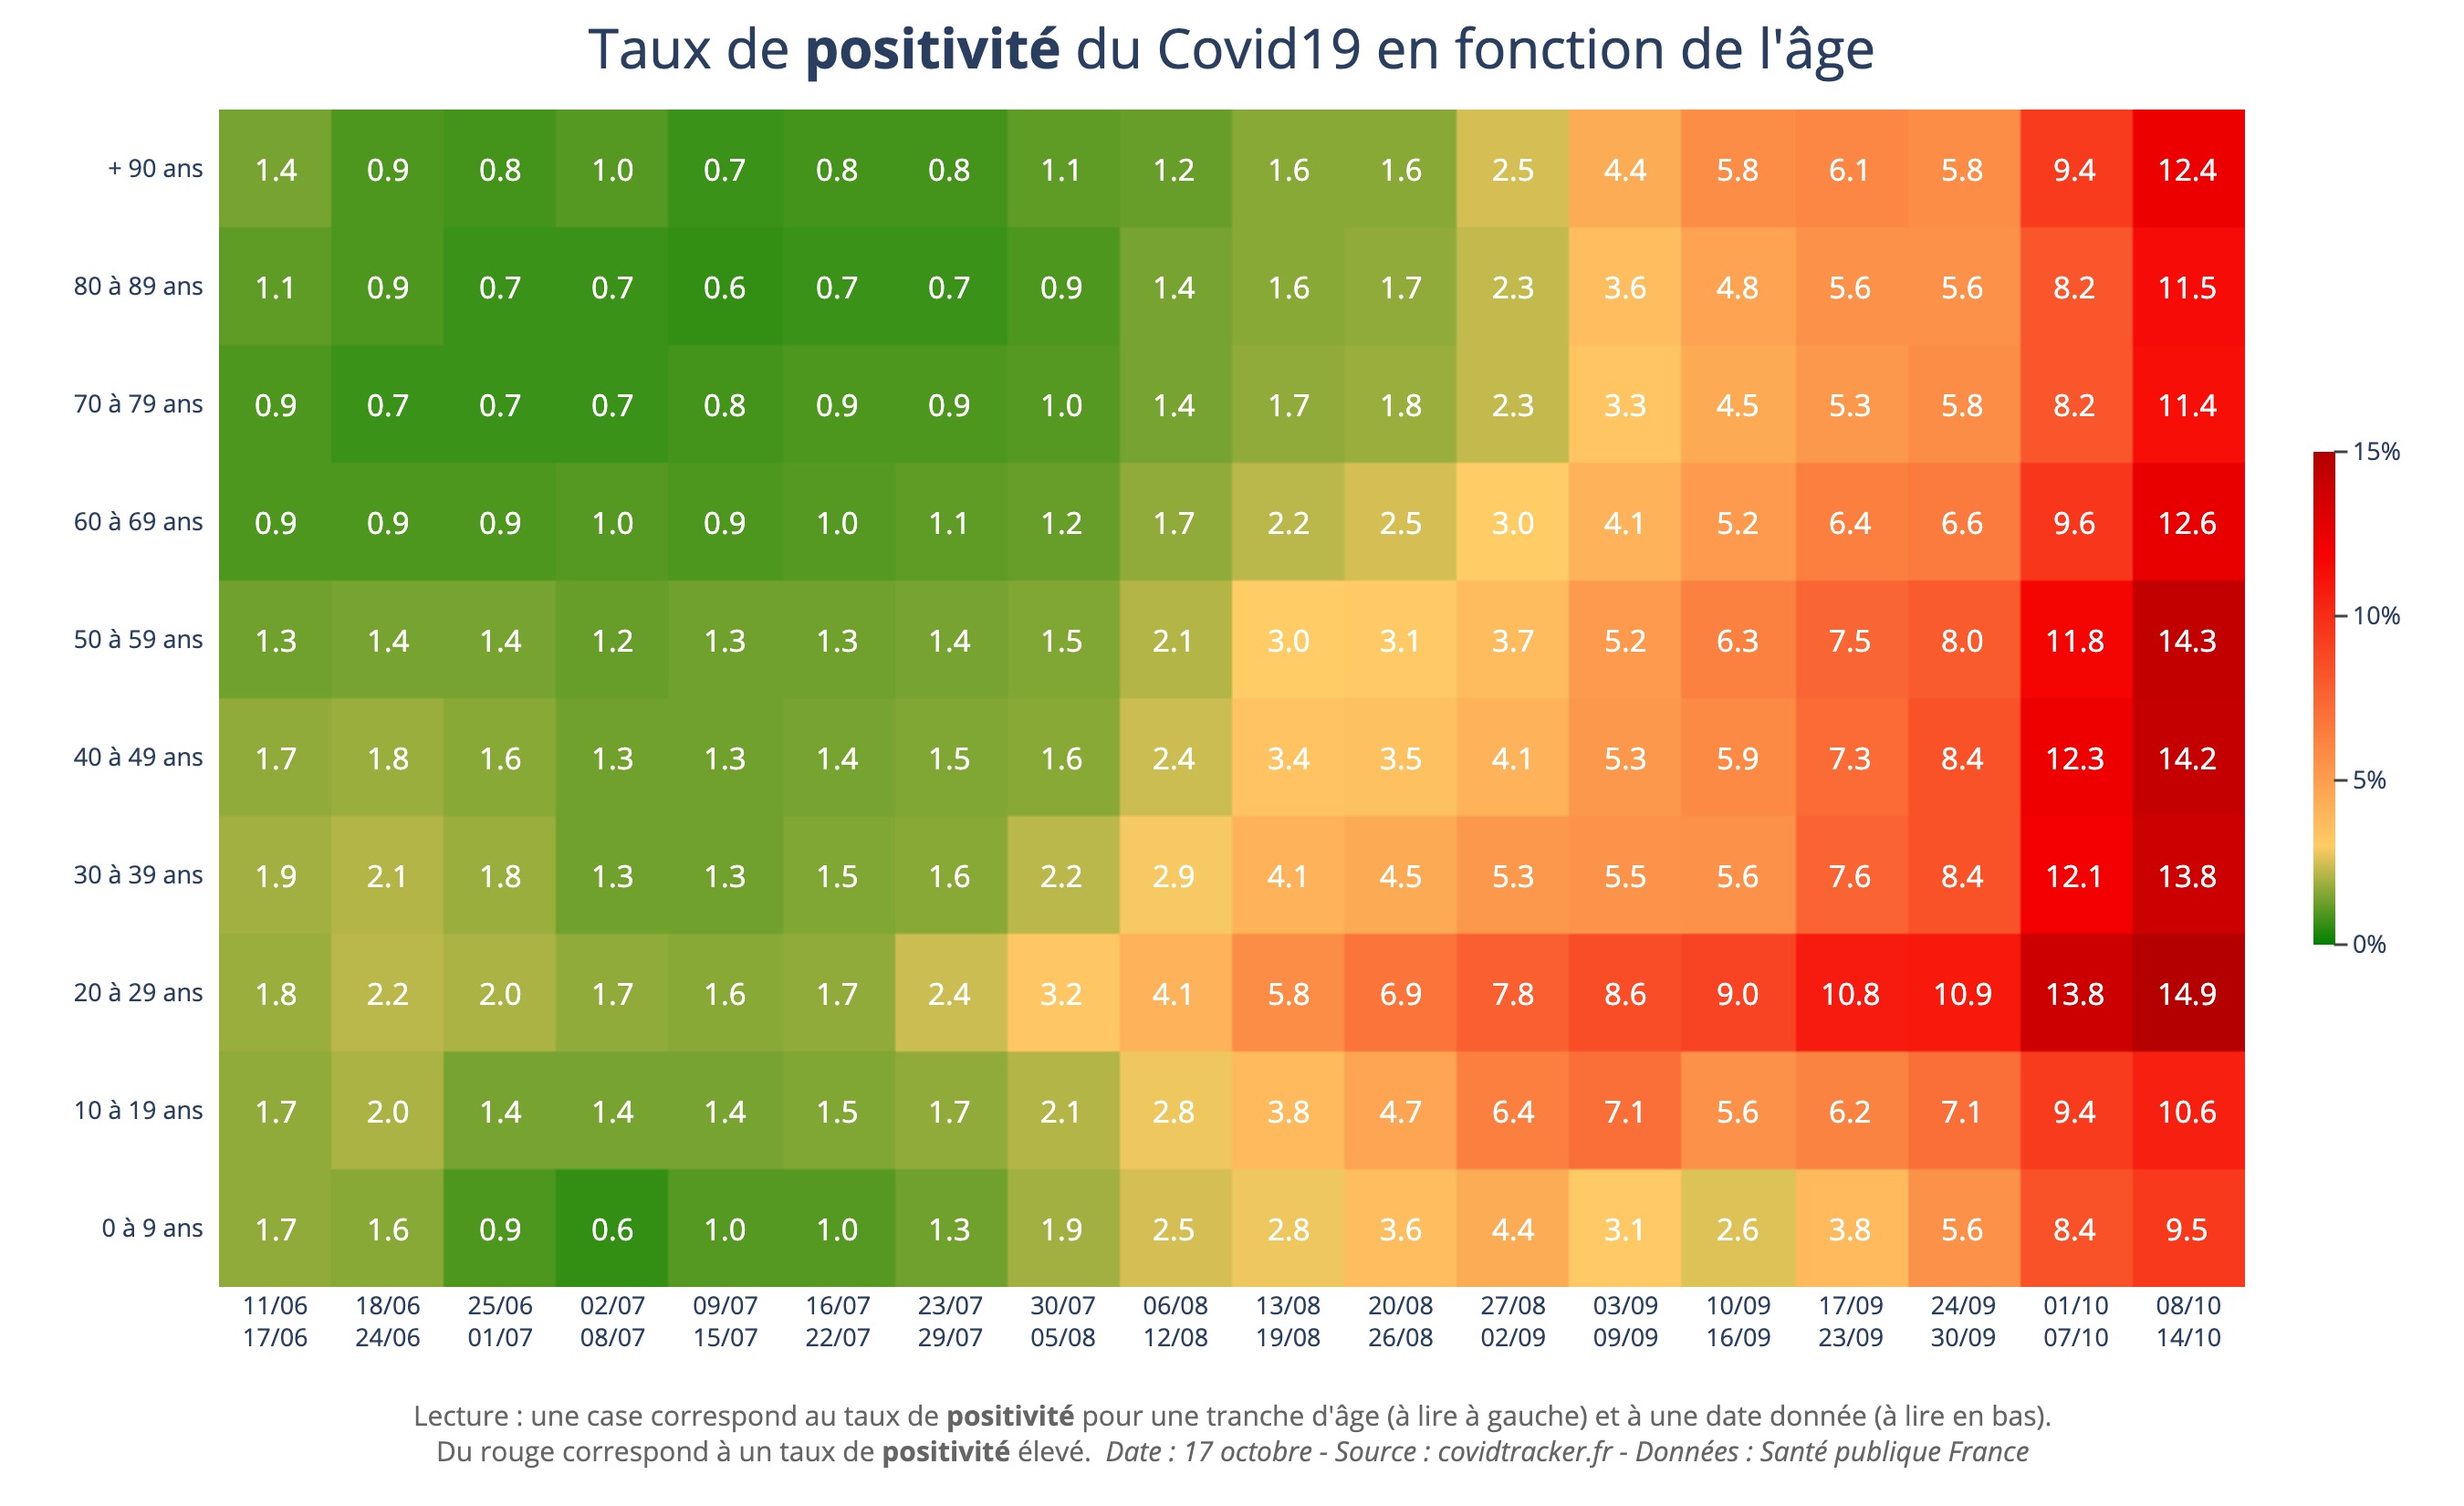 Taux de positivité du Covid19 en fonction de l'âge
+ 90 ans 1.4 0.9 0.8 1.0 0.7 0.8 0.8 1.1 1.2 1.6 1.6 2.5 4.4 5.8 6.1 5.8 9.4 12.4
80 à 89 ans 1.1 0.9 0.7 0.7 0.6 0.7 0.7 0.9 1.4 1.6 1.7 2.3 3.6 4.8 5.6 5.6 8.2 11.5
70 à 79 ans 0.9 0.7 0.7 0.7 0.8 0.9 0.9 1.0 1.4 1.7 1.8 2.3 3.3 4.5 5.3 5.8 8.2 11.4
15%
60 à 69 ans 0.9 0.9 0.9 1.0 0.9 1.0 1.1 1.2 1.7 2.2 2.5 3.0 4.1 5.2 6.4 6.6 9.6 12.6
10%
50 à 59 ans 1.3 1.4 1.4 1.2 1.3 1.3 1.4 1.5 2.1 3.0 3.1 3.7 5.2 6.3 7.5 8.0 11.8 14.3
40 à 49 ans 1.7 1.8 1.6 1.3 1.3 1.4 1.5 1.6 2.4 3.4 3.5 4.1 5.3 5.9 7.3 8.4 12.3 14.2
5%
30 à 39 ans 1.9 2.1 1.8 1.3 1.3 1.5 1.6 2.2 2.9 4.1 4.5 5.3 5.5 5.6 7.6 8.4 12.1 13.8
0%
20 à 29 ans 1.8 2.2 2.0 1.7 1.6 1.7 2.4 3.2 4.1 5.8 6.9 7.8 8.6 9.0 10.8 10.9 13.8 14.9
10 à 19 ans 1.7 2.0 1.4 1.4 1.4 1.5 1.7 2.1 2.8 3.8 4.7 6.4 7.1 5.6 6.2 7.1 9.4 10.6
0 à 9 ans 1.7 1.6 0.9 0.6 1.0 1.0 1.3 1.9 2.5 2.8 3.6 4.4 3.1 2.6 3.8 5.6 8.4 9.5
11/06 18/06 25/06 02/07 09/07 16/07 23/07 30/07 06/08 13/08 20/08 27/08 03/09 10/09 17/09 24/09 01/10 08/10
17/06 24/06 01/07 08/07 15/07 22/07 29/07 05/08 12/08 19/08 26/08 02/09 09/09 16/09 23/09 30/09 07/10 14/10
Lecture : une case correspond au taux de positivité pour une tranche d'âge (à lire à gauche) et à une date donnée (à lire en bas).
Du rouge correspond à un taux de positivité élevé. Date : 17 octobre - Source : covidtracker.fr - Données : Santé publique France